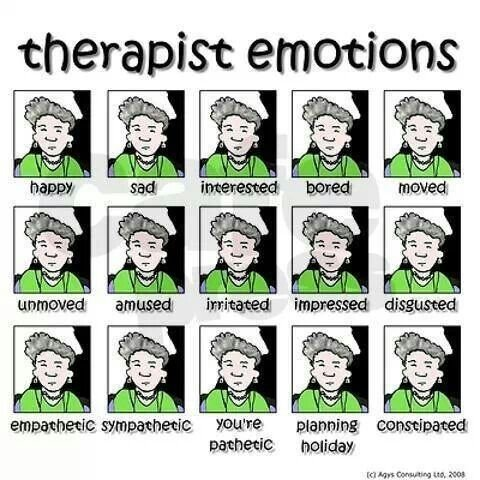 therapist emotions
happy sad interested bored moved
unmoved amused irritated impressed disgusted
empathetic sympathetic you're pathetic planning holiday constipated
(c) Agys Consulting Ltd, 2008